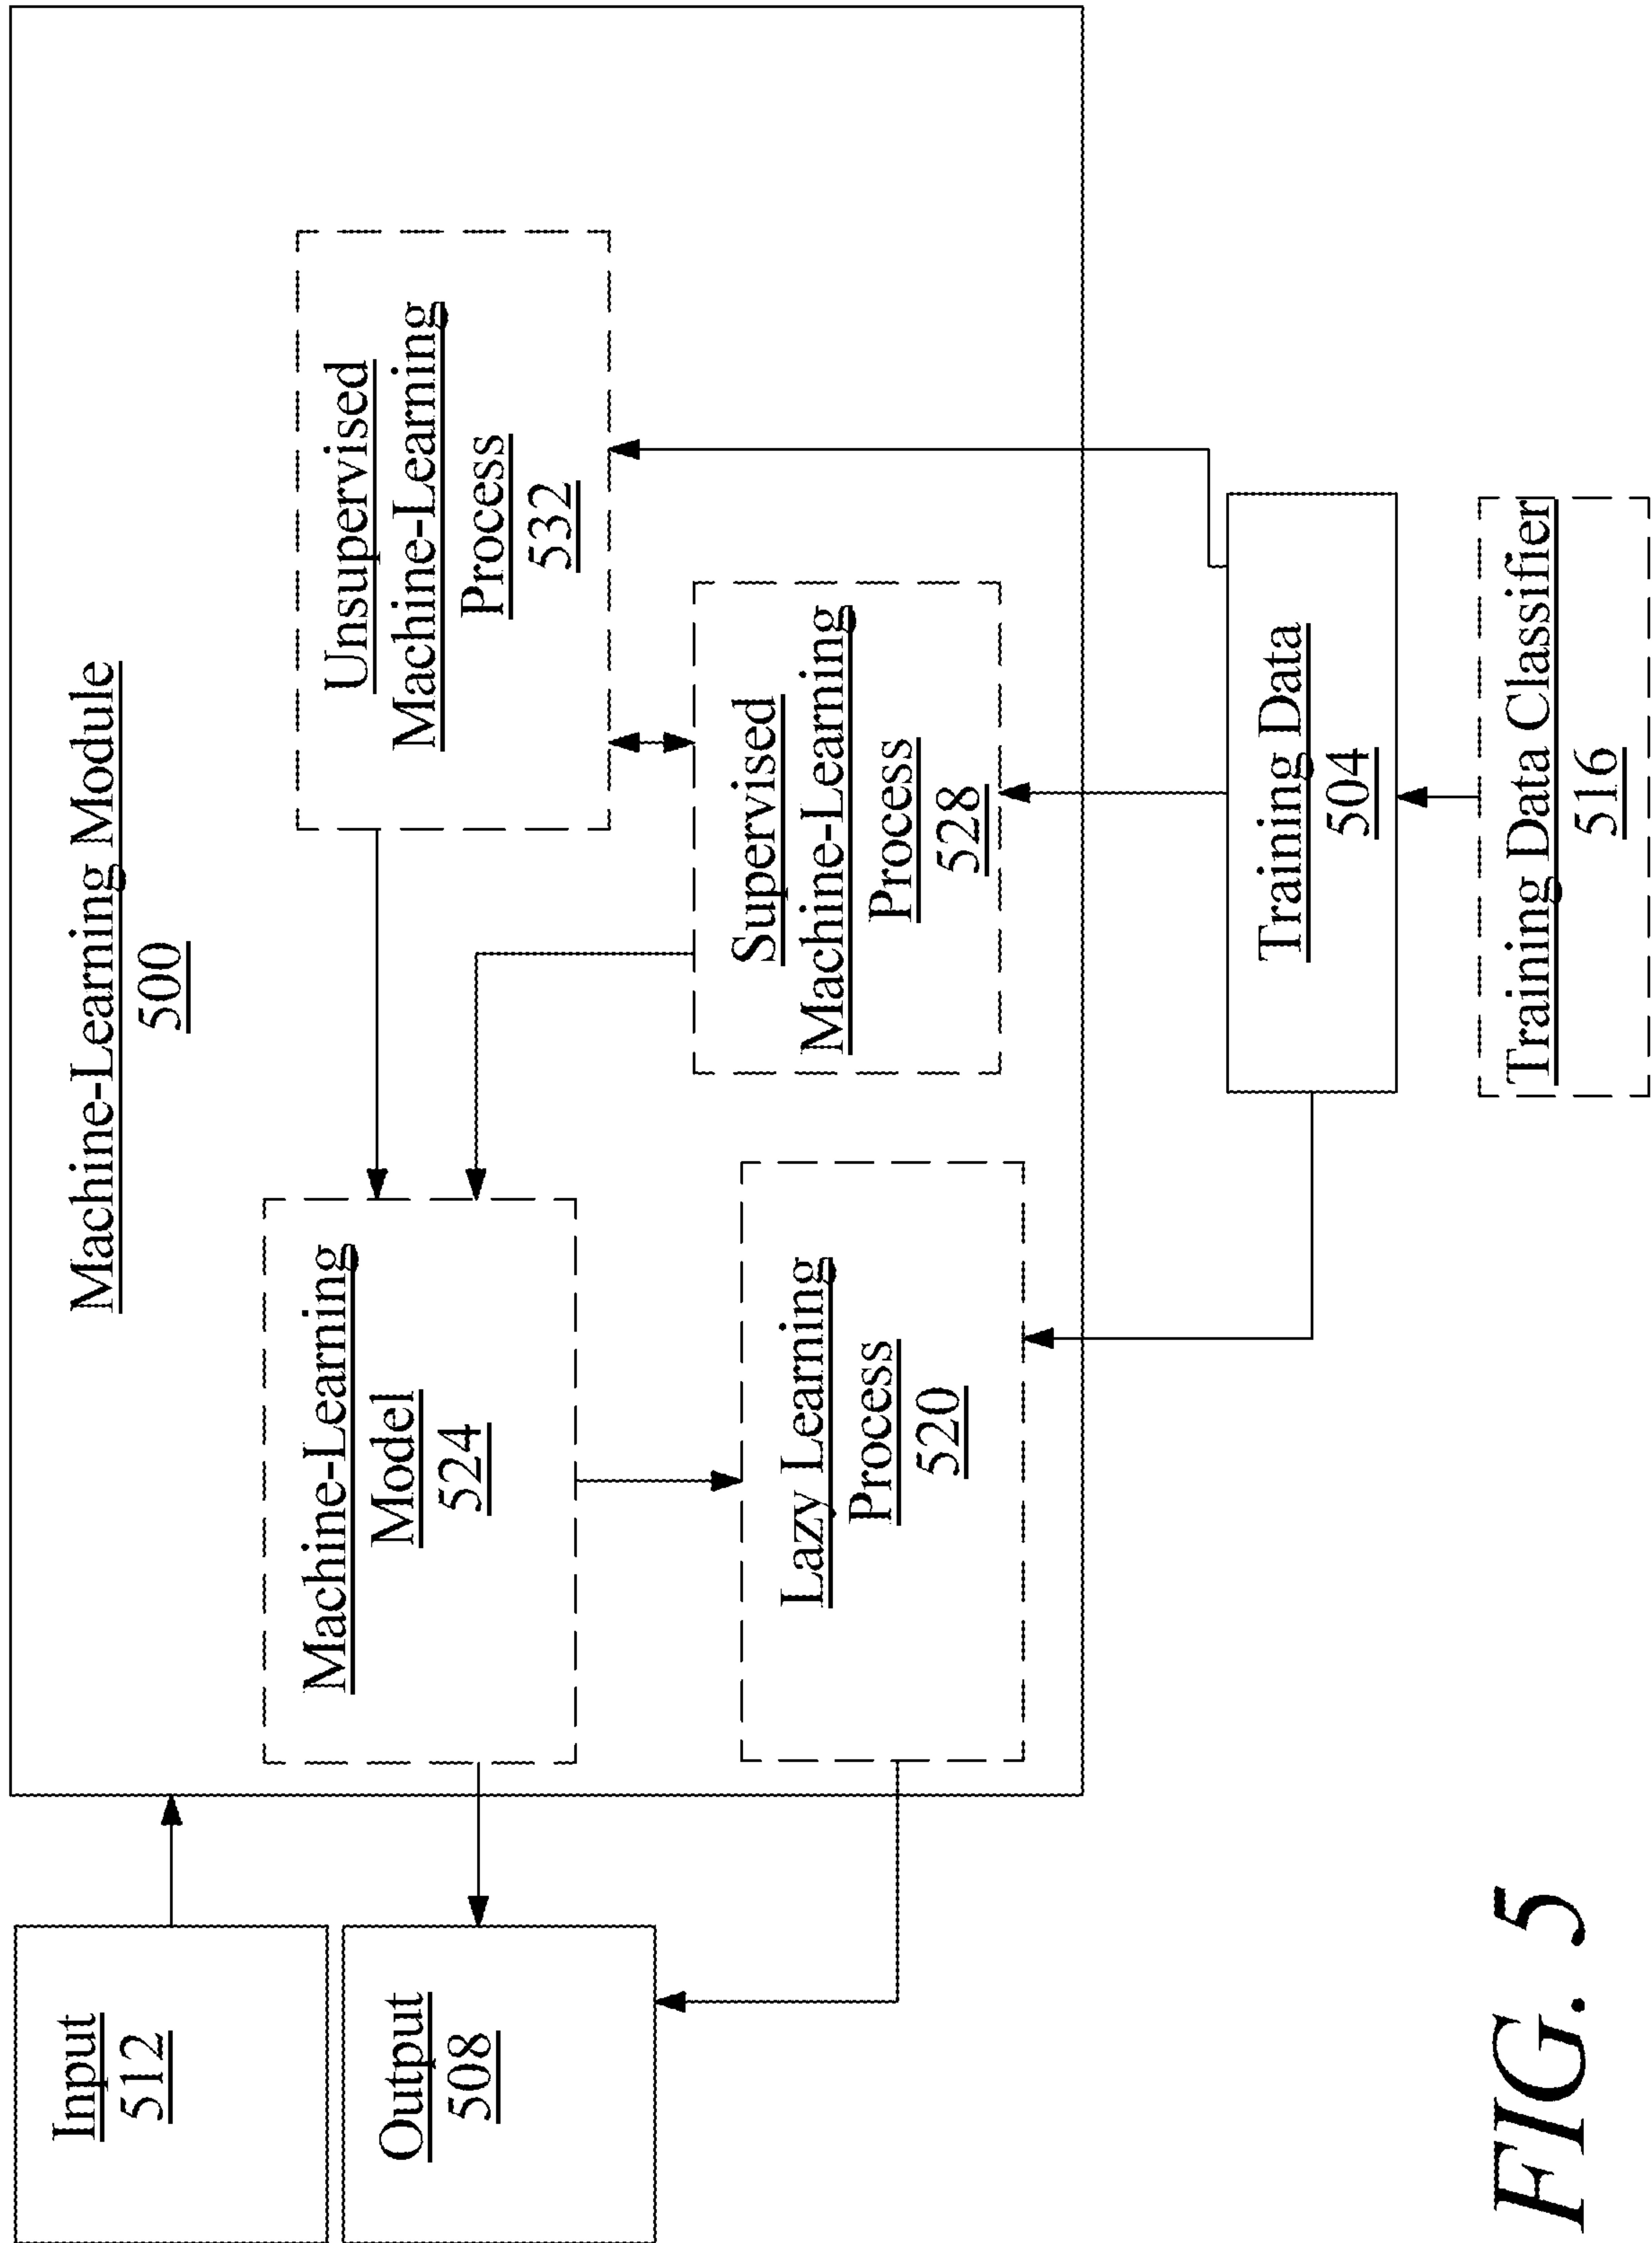 Machine-Learning Module
500
Input
512
Output
508
Machine-Learning
Model
524
Unsupervised
Machine-Learning
Process
532
Lazy Learning
Process
520
Supervised
Machine-Learning
Process
528
Training Data
504
Training Data Classifier
516
FIG. 5